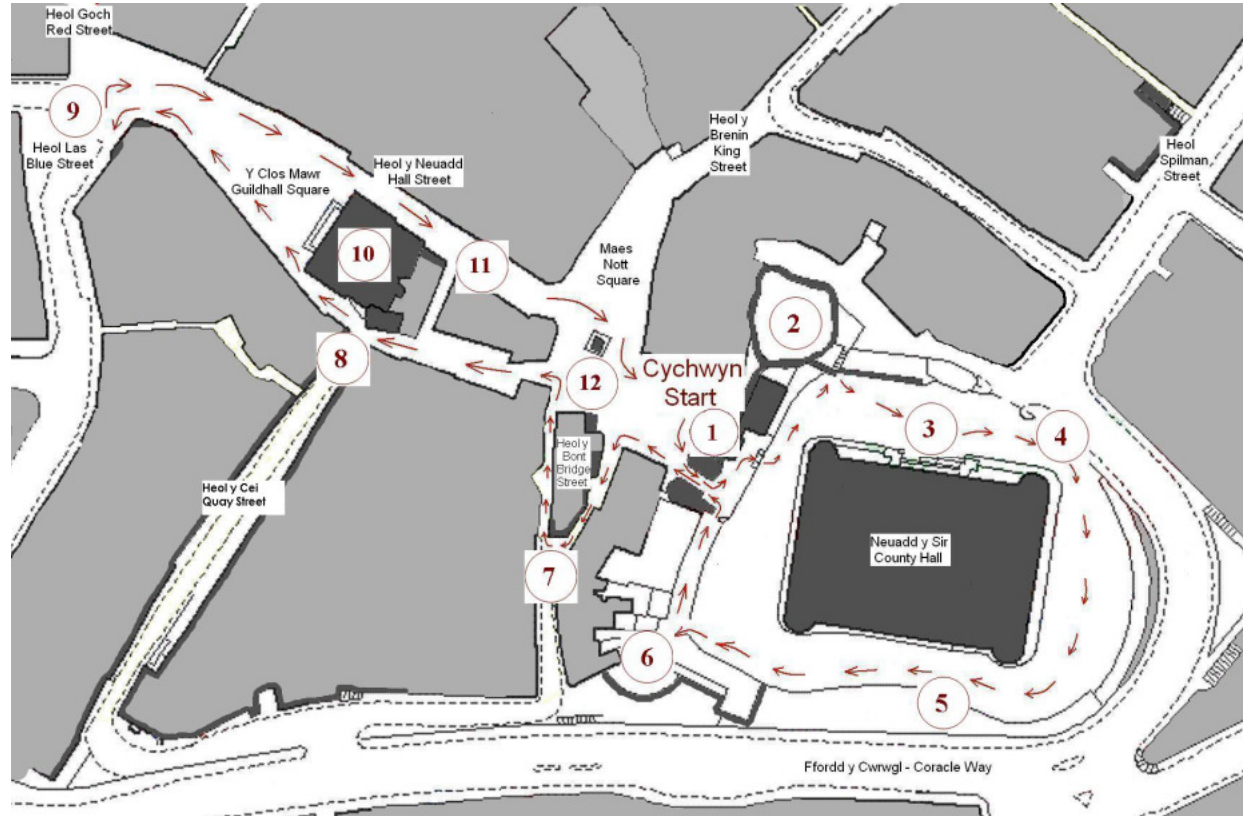 Heol Goch
Red Street
9
Heol Las
Blue Street
Y Clos Mawr
Guildhall Square
Heol y Neuadd
Hall Street
10
11
Maes
Nott
Square
Heol y
Brenin
King
Street
Heol
Spilman
Street
2
8
12
Cychwyn
Start
1
3
4
Heol y
Bont
Bridge
Street
Heol y Cei
Quay Street
7
Neuadd y Sir
County Hall
6
5
Ffordd y Cwrwgl - Coracle Way